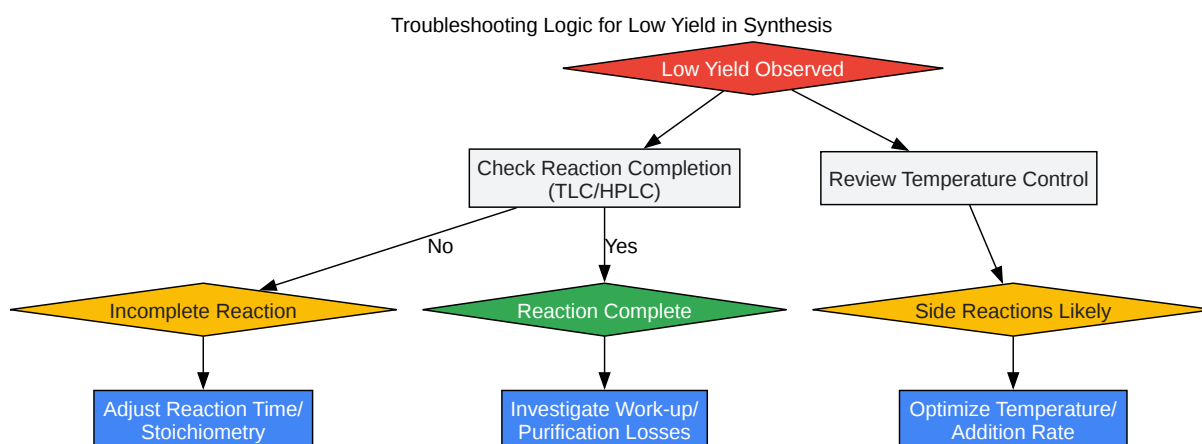 Troubleshooting Logic for Low Yield in Synthesis
Low Yield Observed
Check Reaction Completion
(TLC/HPLC)
Review Temperature Control
No
Yes
Incomplete Reaction
Reaction Complete
Side Reactions Likely
Adjust Reaction Time/
Stoichiometry
Investigate Work-up/
Purification Losses
Optimize Temperature/
Addition Rate